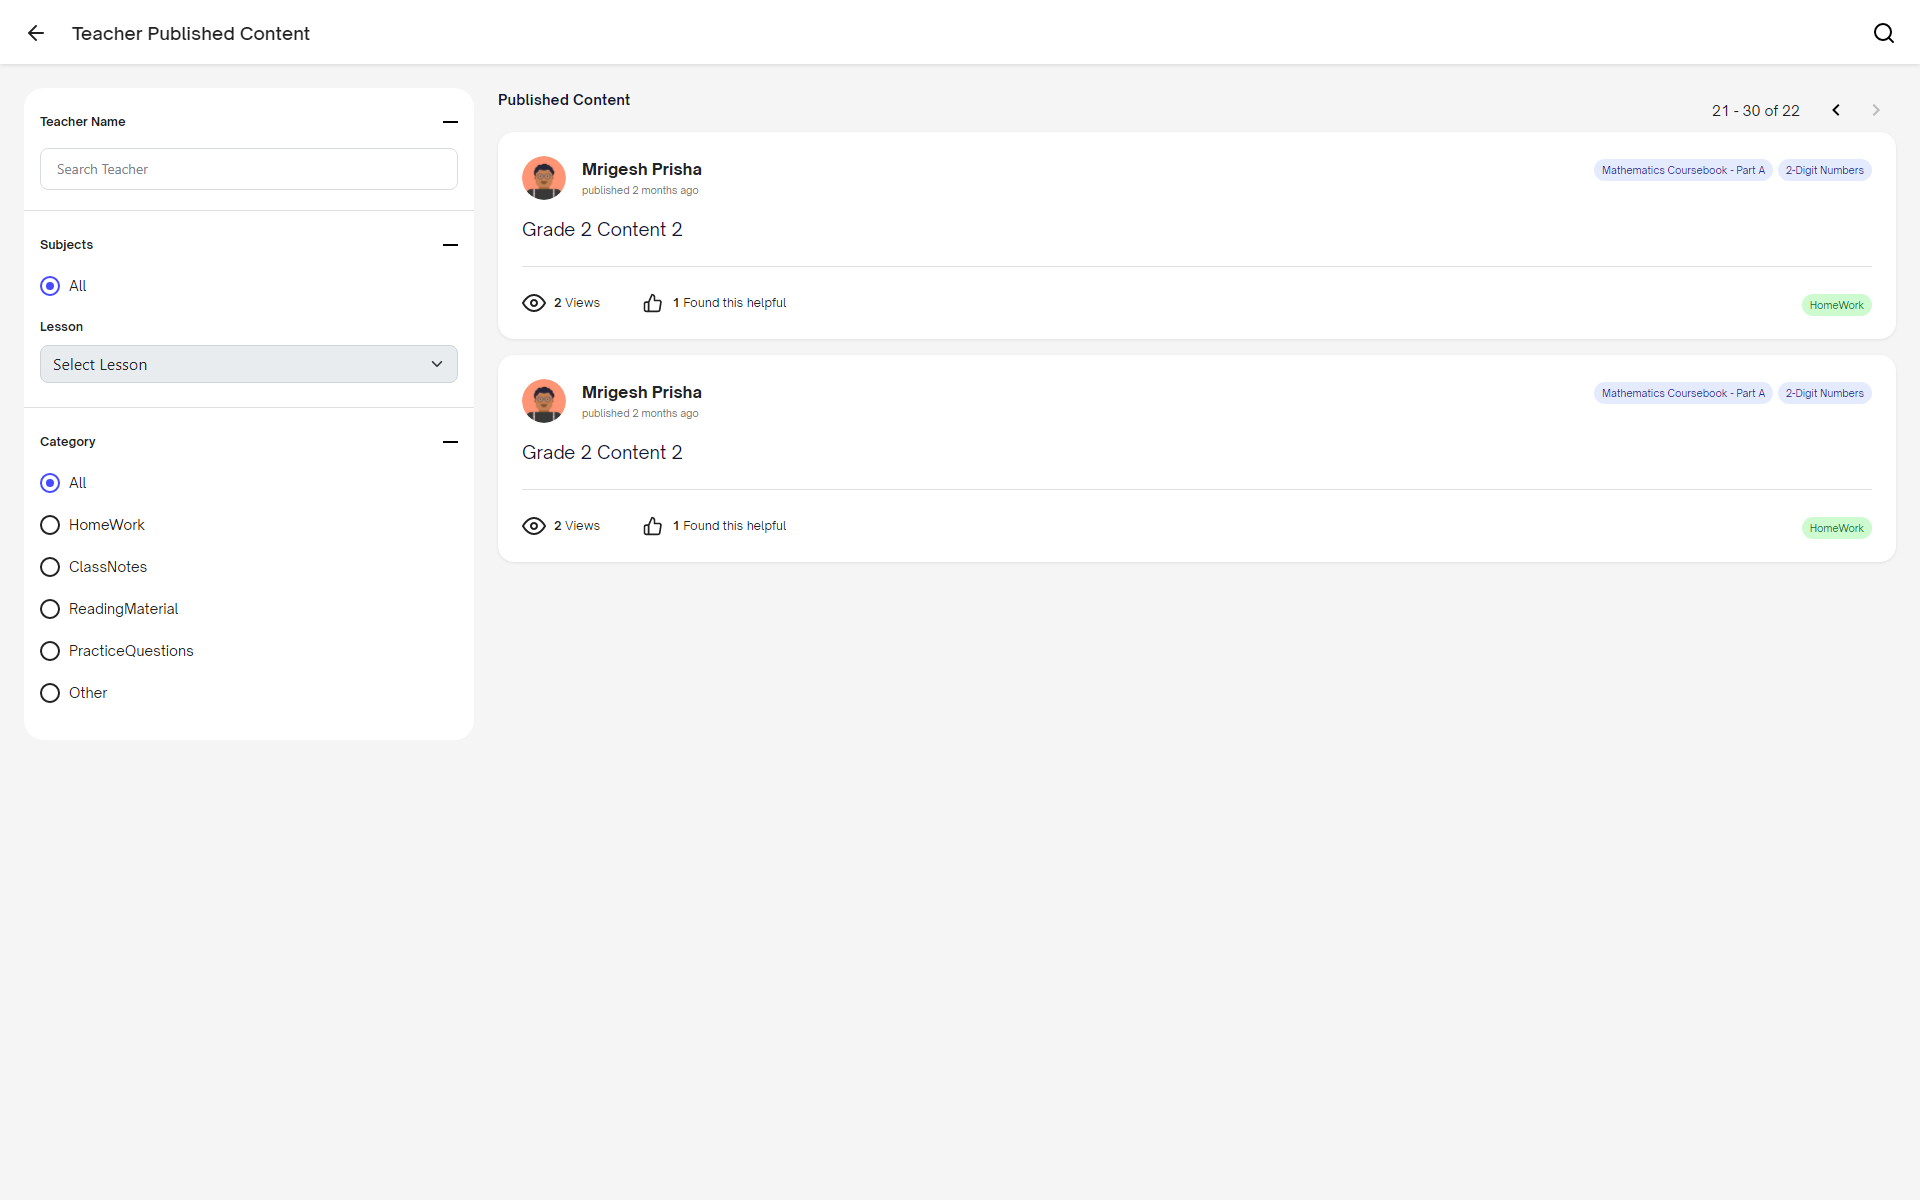 Teacher Published Content
Teacher Name
Search Teacher
Subjects
All
Lesson
Select Lesson
Category
All
HomeWork
ClassNotes
ReadingMaterial
PracticeQuestions
Other
Published Content
21 - 30 of 22
Mrigesh Prisha
published 2 months ago
Mathematics Coursebook - Part A 2-Digit Numbers
Grade 2 Content 2
2 Views 1 Found this helpful
HomeWork
Mrigesh Prisha
published 2 months ago
Mathematics Coursebook - Part A 2-Digit Numbers
Grade 2 Content 2
2 Views 1 Found this helpful
HomeWork